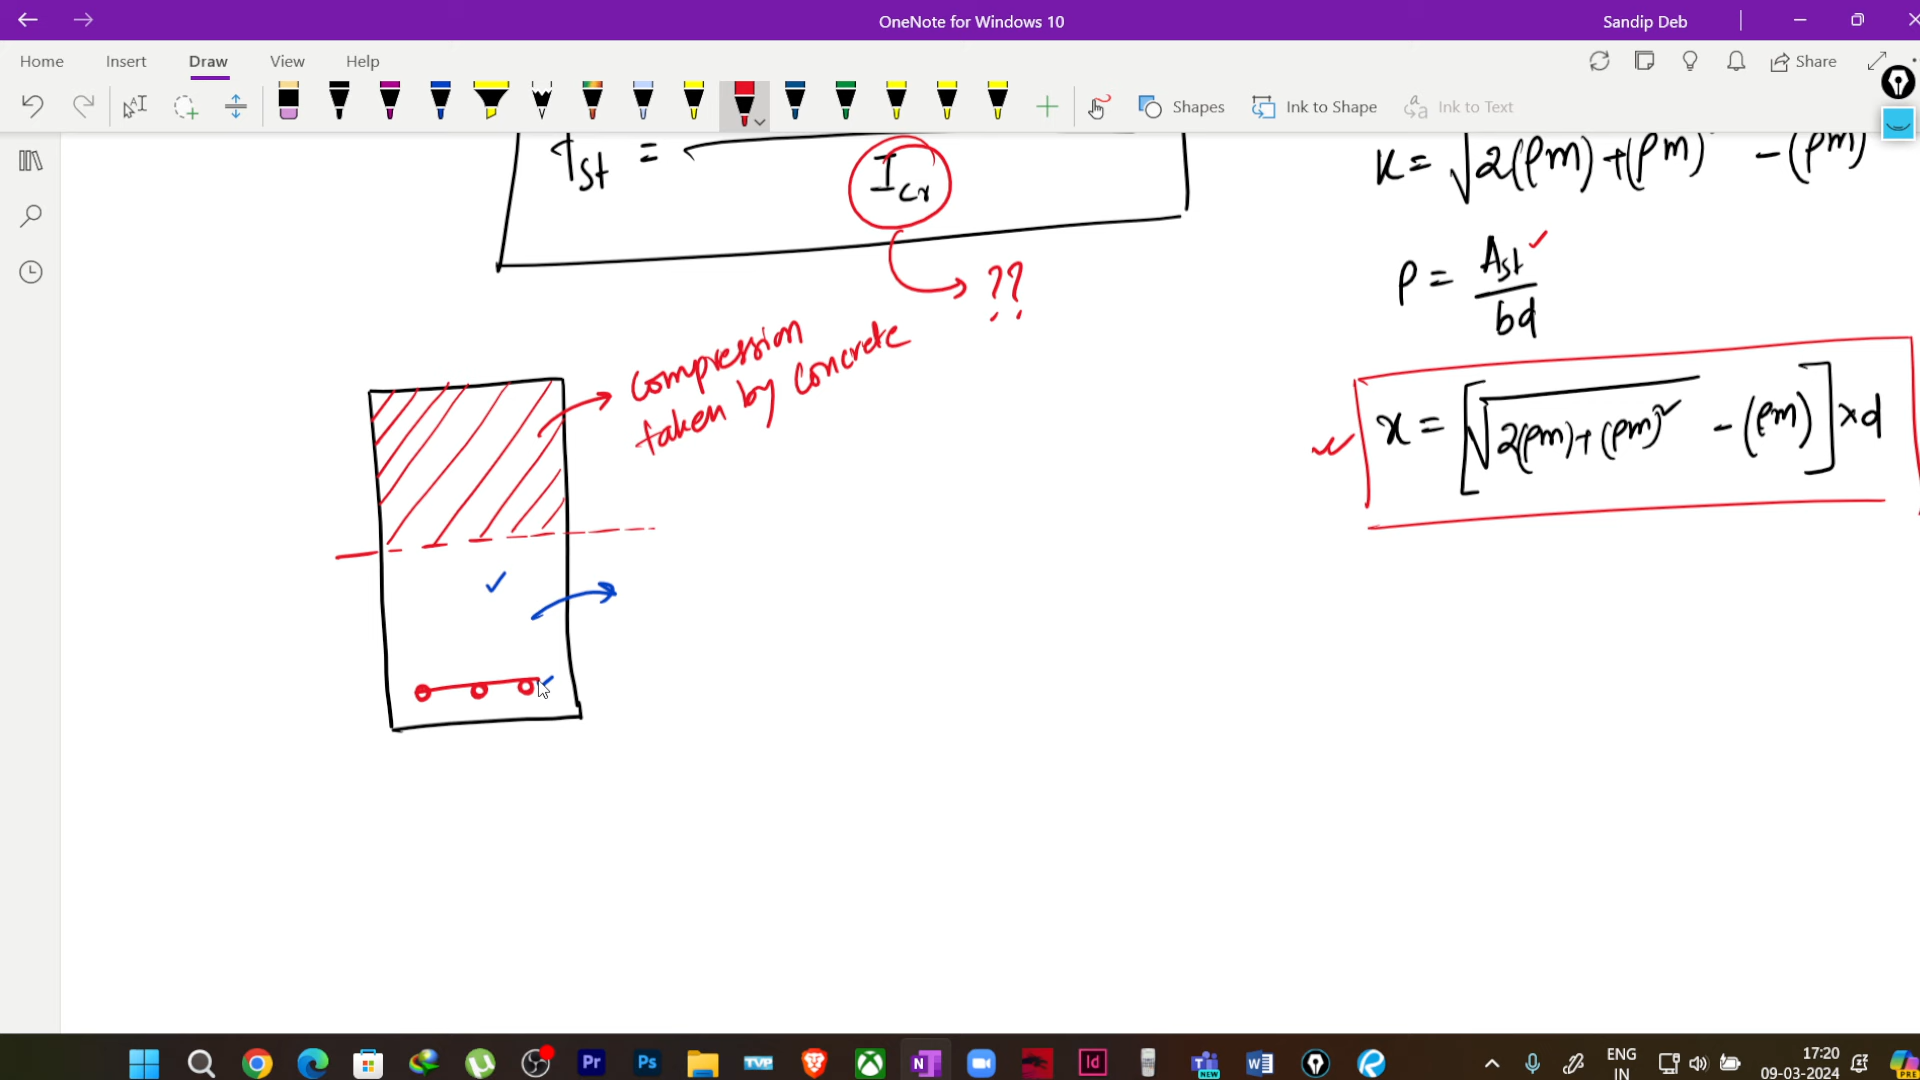 OneNote for Windows 10
Sandip Deb
Home Insert Draw View Help
Share
Shapes Ink to Shape Ink to Text
fst =
Icr
??
K = √2(ρm)+(ρm)² - (ρm)
ρ = Ast / bd
compression
taken by concrete
x = [√2(ρm)+(ρm)² - (ρm)] × d
ENG
IN
17:20
09-03-2024